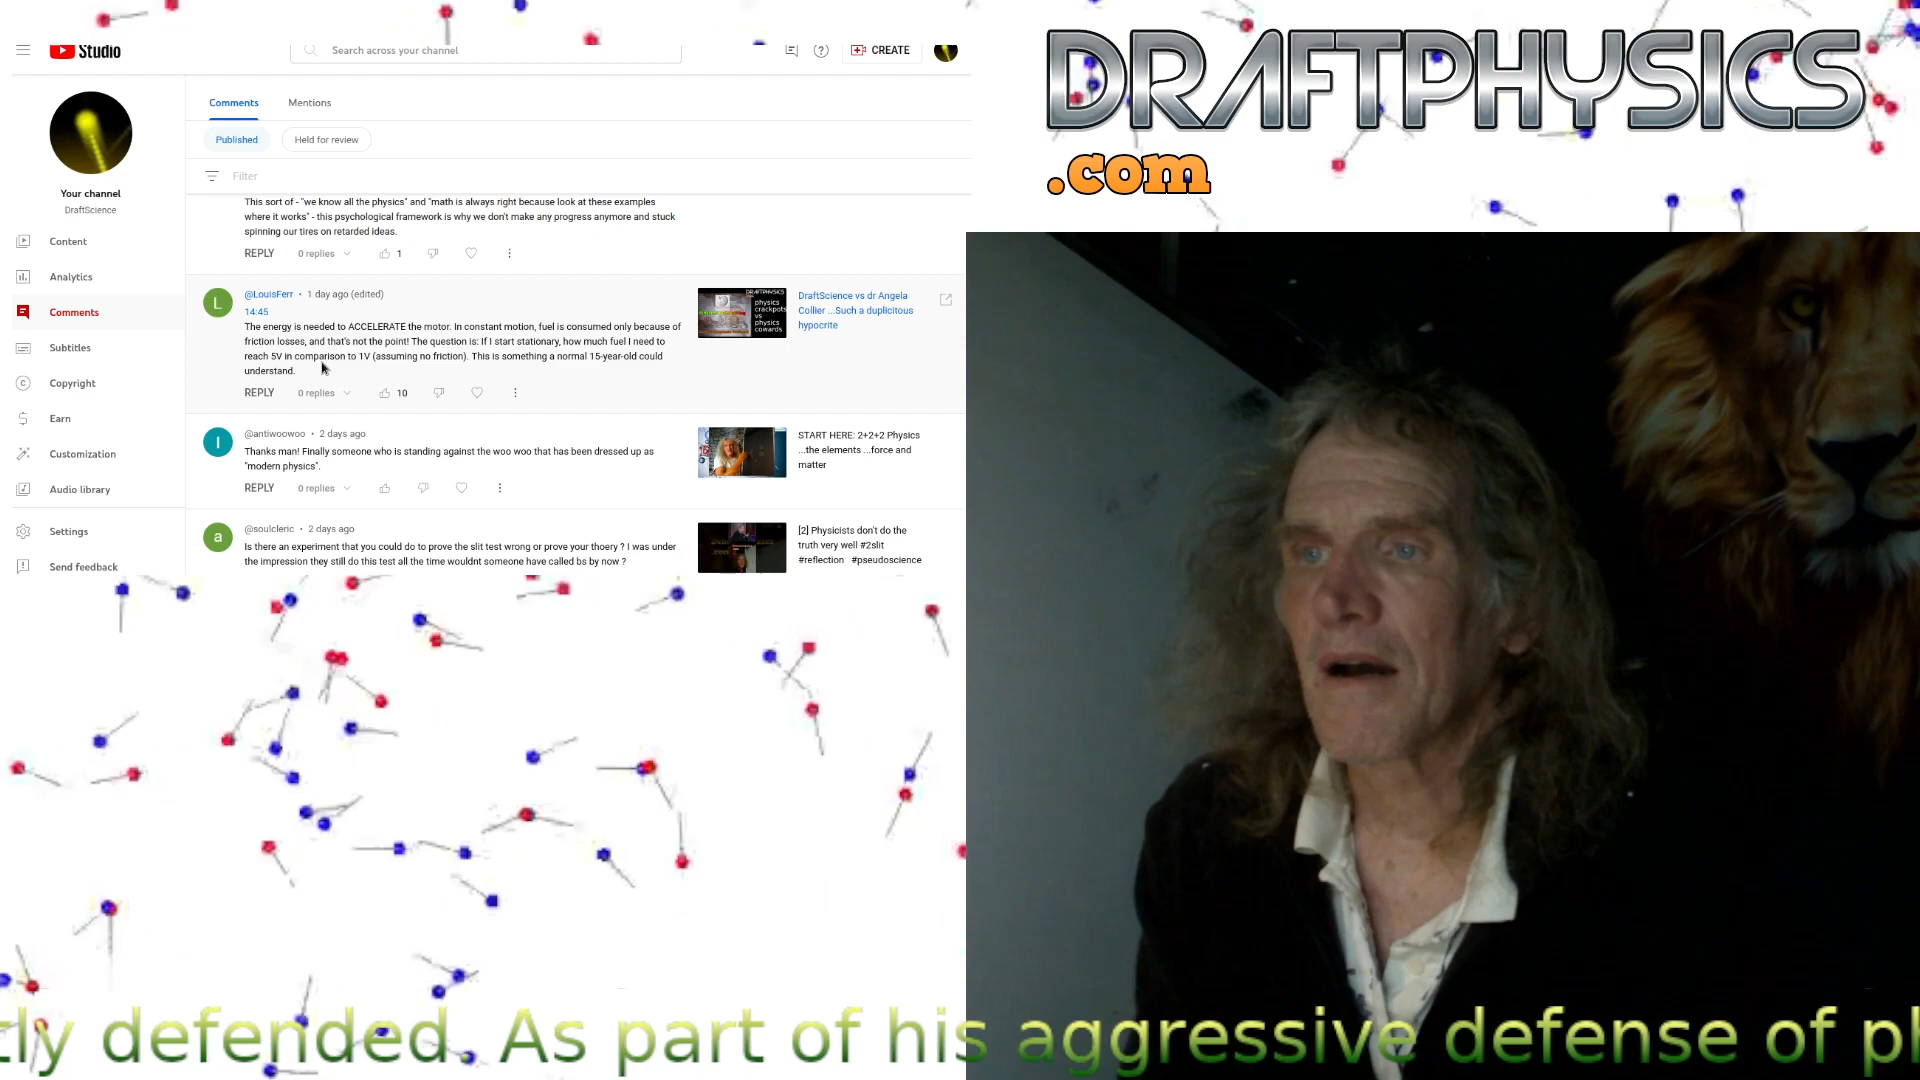 Studio
Search across your channel
CREATE
DRAFTPHYSICS
.com
Your channel
DraftScience
Content
Analytics
Comments
Subtitles
Copyright
Earn
Customization
Audio library
Settings
Send feedback
Comments
Mentions
Published
Held for review
Filter
This sort of - "we know all the physics" and "math is always right because look at these examples
where it works" - this psychological framework is why we don't make any progress anymore and stuck
spinning our tires on retarded ideas.
REPLY
0 replies
1
L
@LouisFerr • 1 day ago (edited)
14:45
The energy is needed to ACCELERATE the motor. In constant motion, fuel is consumed only because of
friction losses, and that's not the point! The question is: If I start stationary, how much fuel I need to
reach 5V in comparison to 1V (assuming no friction). This is something a normal 15-year-old could
understand.
REPLY
0 replies
10
DRAFTPHYSICS
physics
crackpots
vs
physics
cowards
DraftScience vs dr Angela
Collier ...Such a duplicitous
hypocrite
I
@antiwoowoo • 2 days ago
Thanks man! Finally someone who is standing against the woo woo that has been dressed up as
"modern physics".
REPLY
0 replies
START HERE: 2+2+2 Physics
...the elements ...force and
matter
a
@soulcleric • 2 days ago
Is there an experiment that you could do to prove the slit test wrong or prove your thoery ? I was under
the impression they still do this test all the time wouldnt someone have called bs by now ?
[2] Physicists don't do the
truth very well #2slit
#reflection #pseudoscience
tly defended. As part of his aggressive defense of p